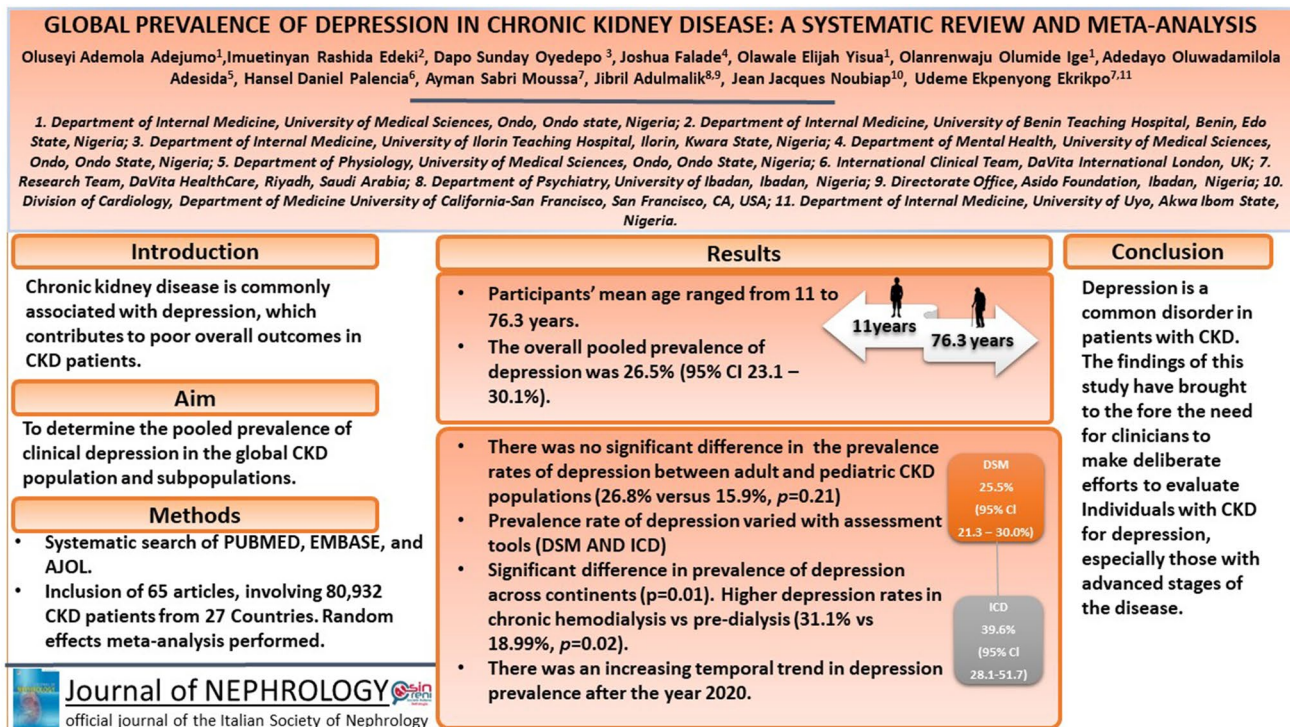 GLOBAL PREVALENCE OF DEPRESSION IN CHRONIC KIDNEY DISEASE: A SYSTEMATIC REVIEW AND META-ANALYSIS
Oluseyi Ademola Adejumo1,Imuetinyan Rashida Edeki2, Dapo Sunday Oyedepo 3, Joshua Falade4, Olawale Elijah Yisua1, Olanrenwaju Olumide Ige1, Adedayo Oluwadamilola
Adesida5, Hansel Daniel Palencia6, Ayman Sabri Moussa7, Jibril Adulmalik8,9, Jean Jacques Noubiap10, Udeme Ekpenyong Ekrikpo7,11
1. Department of Internal Medicine, University of Medical Sciences, Ondo, Ondo state, Nigeria; 2. Department of Internal Medicine, University of Benin Teaching Hospital, Benin, Edo
State, Nigeria; 3. Department of Internal Medicine, University of Ilorin Teaching Hospital, Ilorin, Kwara State, Nigeria; 4. Department of Mental Health, University of Medical Sciences,
Ondo, Ondo State, Nigeria; 5. Department of Physiology, University of Medical Sciences, Ondo, Ondo State, Nigeria; 6. International Clinical Team, DaVita International London, UK; 7.
Research Team, DaVita HealthCare, Riyadh, Saudi Arabia; 8. Department of Psychiatry, University of Ibadan, Ibadan, Nigeria; 9. Directorate Office, Asido Foundation, Ibadan, Nigeria; 10.
Division of Cardiology, Department of Medicine University of California-San Francisco, San Francisco, CA, USA; 11. Department of Internal Medicine, University of Uyo, Akwa Ibom State,
Nigeria.
Introduction
Chronic kidney disease is commonly
associated with depression, which
contributes to poor overall outcomes in
CKD patients.
Aim
To determine the pooled prevalence of
clinical depression in the global CKD
population and subpopulations.
Methods
• Systematic search of PUBMED, EMBASE, and
AJOL.
• Inclusion of 65 articles, involving 80,932
CKD patients from 27 Countries. Random
effects meta-analysis performed.
Journal of NEPHROLOGY
official journal of the Italian Society of Nephrology
Results
• Participants' mean age ranged from 11 to
76.3 years.
• The overall pooled prevalence of
depression was 26.5% (95% CI 23.1 –
30.1%).
11years
76.3 years
• There was no significant difference in the prevalence
rates of depression between adult and pediatric CKD
populations (26.8% versus 15.9%, p=0.21)
• Prevalence rate of depression varied with assessment
tools (DSM AND ICD)
• Significant difference in prevalence of depression
across continents (p=0.01). Higher depression rates in
chronic hemodialysis vs pre-dialysis (31.1% vs
18.99%, p=0.02).
• There was an increasing temporal trend in depression
prevalence after the year 2020.
DSM
25.5%
(95% CI
21.3 – 30.0%)
ICD
39.6%
(95% CI
28.1-51.7)
Conclusion
Depression is a
common disorder in
patients with CKD.
The findings of this
study have brought
to the fore the need
for clinicians to
make deliberate
efforts to evaluate
Individuals with CKD
for depression,
especially those with
advanced stages of
the disease.